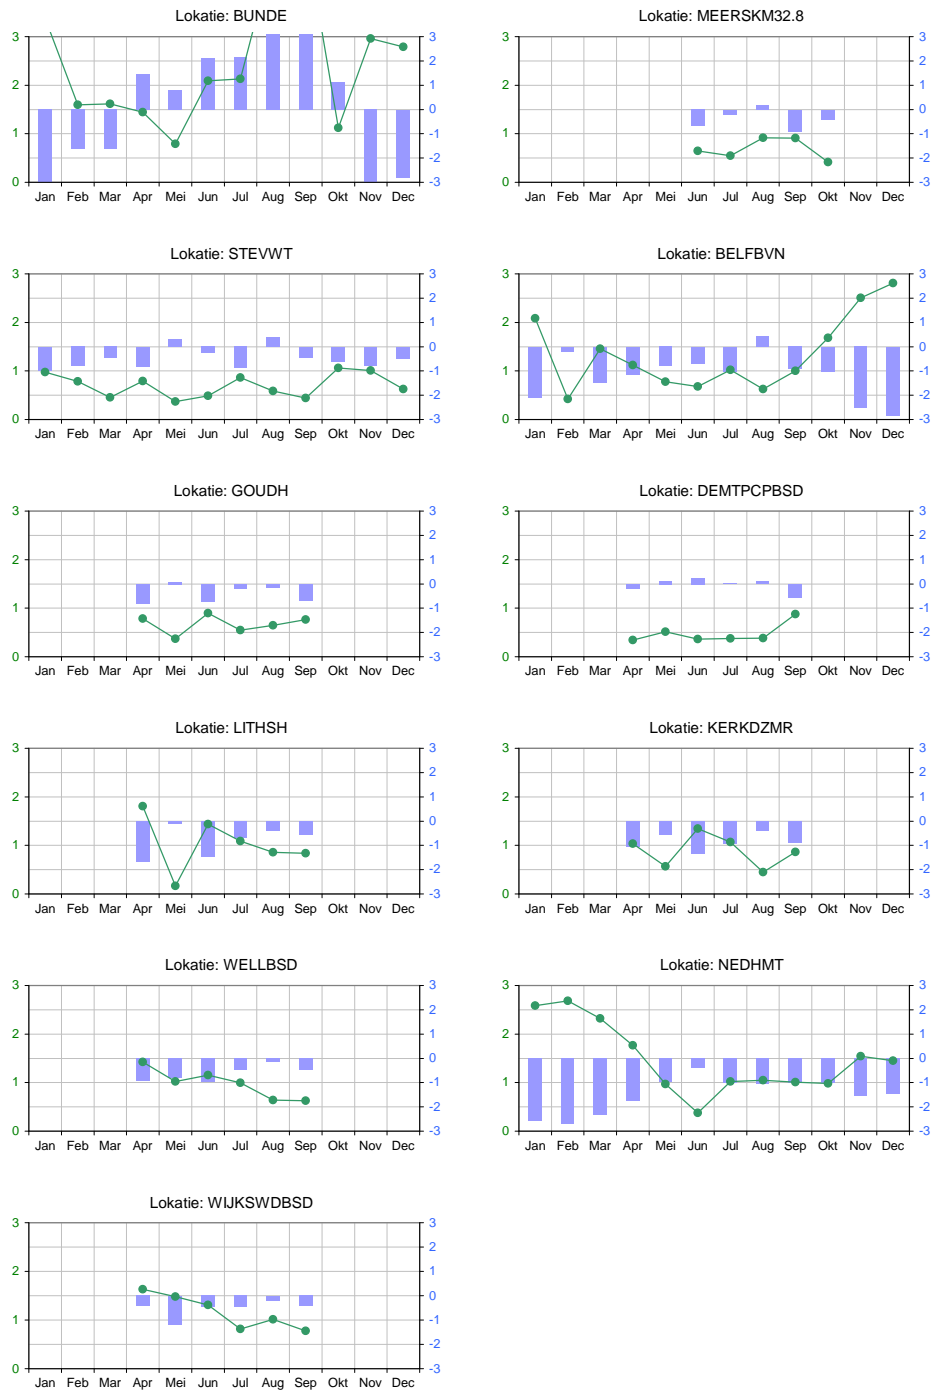 Lokatie: BUNDE
3 2 1 0
3 2 1 0 -1 -2 -3
Jan Feb Mar Apr Mei Jun Jul Aug Sep Okt Nov Dec
Lokatie: MEERSKM32.8
3 2 1 0
3 2 1 0 -1 -2 -3
Jan Feb Mar Apr Mei Jun Jul Aug Sep Okt Nov Dec
Lokatie: STEVWT
3 2 1 0
3 2 1 0 -1 -2 -3
Jan Feb Mar Apr Mei Jun Jul Aug Sep Okt Nov Dec
Lokatie: BELFBVN
3 2 1 0
3 2 1 0 -1 -2 -3
Jan Feb Mar Apr Mei Jun Jul Aug Sep Okt Nov Dec
Lokatie: GOUDH
3 2 1 0
3 2 1 0 -1 -2 -3
Jan Feb Mar Apr Mei Jun Jul Aug Sep Okt Nov Dec
Lokatie: DEMTPCPBSD
3 2 1 0
3 2 1 0 -1 -2 -3
Jan Feb Mar Apr Mei Jun Jul Aug Sep Okt Nov Dec
Lokatie: LITHSH
3 2 1 0
3 2 1 0 -1 -2 -3
Jan Feb Mar Apr Mei Jun Jul Aug Sep Okt Nov Dec
Lokatie: KERKDZMR
3 2 1 0
3 2 1 0 -1 -2 -3
Jan Feb Mar Apr Mei Jun Jul Aug Sep Okt Nov Dec
Lokatie: WELLBSD
3 2 1 0
3 2 1 0 -1 -2 -3
Jan Feb Mar Apr Mei Jun Jul Aug Sep Okt Nov Dec
Lokatie: NEDHMT
3 2 1 0
3 2 1 0 -1 -2 -3
Jan Feb Mar Apr Mei Jun Jul Aug Sep Okt Nov Dec
Lokatie: WIJKSWDBSD
3 2 1 0
3 2 1 0 -1 -2 -3
Jan Feb Mar Apr Mei Jun Jul Aug Sep Okt Nov Dec